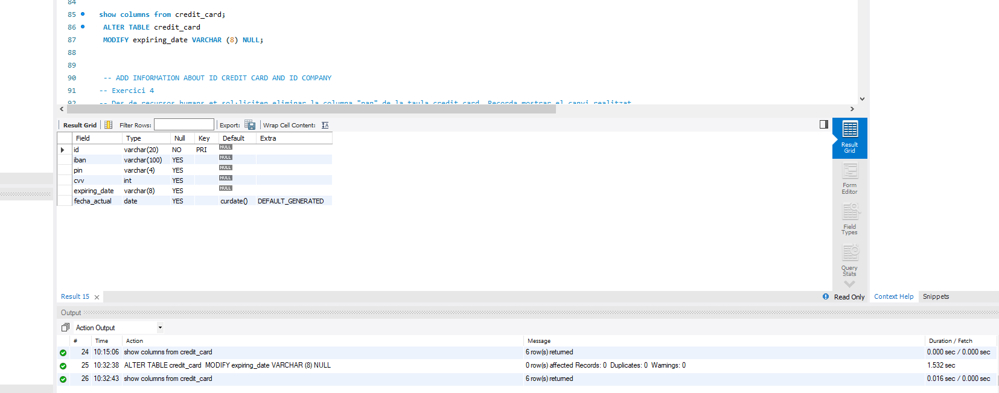 84
85 show columns from credit_card;
86 ALTER TABLE credit_card
87 MODIFY expiring_date VARCHAR (8) NULL;
88
89
90 -- ADD INFORMATION ABOUT ID CREDIT CARD AND ID COMPANY
91 -- Exercici 4
92 -- Des de recursos humans et sol·liciten eliminar la columna "pan" de la taula credit_card. Recorda mostrar el canvi realitzat.
Result Grid Filter Rows: Export: Wrap Cell Content: IA
Field Type Null Key Default Extra
id varchar(20) NO PRI NULL
iban varchar(100) YES NULL
pin varchar(4) YES NULL
cvv int YES NULL
expiring_date varchar(8) YES NULL
fecha_actual date YES curdate() DEFAULT_GENERATED
Result Grid
Form Editor
Field Types
Query Stats
Result 15 Read Only Context Help Snippets
Output
Action Output
# Time Action Message Duration / Fetch
24 10:15:06 show columns from credit_card 6 row(s) returned 0.000 sec / 0.000 sec
25 10:32:38 ALTER TABLE credit_card MODIFY expiring_date VARCHAR (8) NULL 0 row(s) affected Records: 0 Duplicates: 0 Warnings: 0 1.532 sec
26 10:32:43 show columns from credit_card 6 row(s) returned 0.016 sec / 0.000 sec